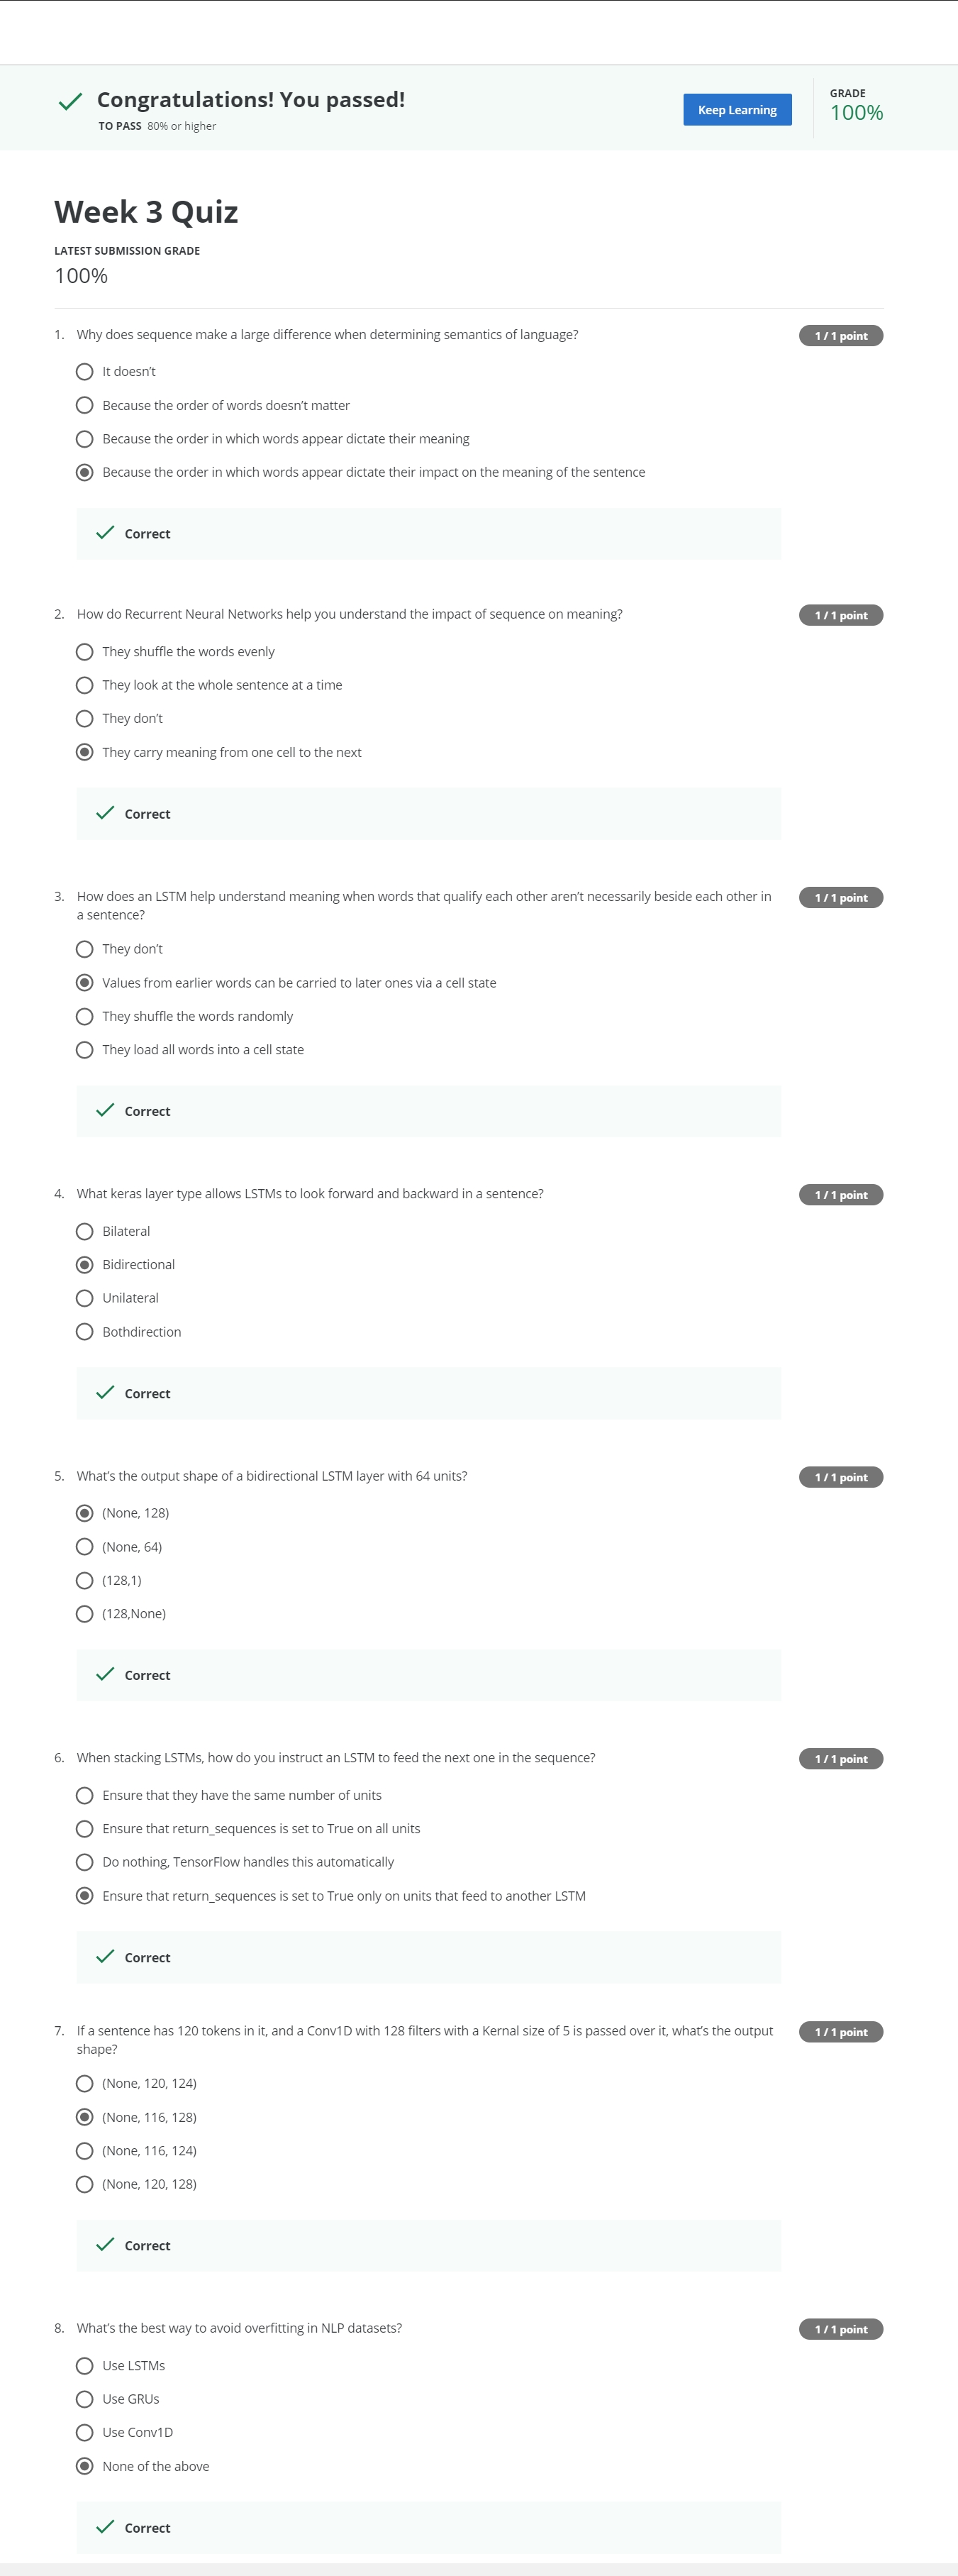 Congratulations! You passed!
TO PASS 80% or higher
Keep Learning
GRADE
100%
Week 3 Quiz
LATEST SUBMISSION GRADE
100%
1. Why does sequence make a large difference when determining semantics of language?
1 / 1 point
It doesn’t
Because the order of words doesn’t matter
Because the order in which words appear dictate their meaning
Because the order in which words appear dictate their impact on the meaning of the sentence
Correct
2. How do Recurrent Neural Networks help you understand the impact of sequence on meaning?
1 / 1 point
They shuffle the words evenly
They look at the whole sentence at a time
They don’t
They carry meaning from one cell to the next
Correct
3. How does an LSTM help understand meaning when words that qualify each other aren’t necessarily beside each other in
a sentence?
1 / 1 point
They don’t
Values from earlier words can be carried to later ones via a cell state
They shuffle the words randomly
They load all words into a cell state
Correct
4. What keras layer type allows LSTMs to look forward and backward in a sentence?
1 / 1 point
Bilateral
Bidirectional
Unilateral
Bothdirection
Correct
5. What’s the output shape of a bidirectional LSTM layer with 64 units?
1 / 1 point
(None, 128)
(None, 64)
(128,1)
(128,None)
Correct
6. When stacking LSTMs, how do you instruct an LSTM to feed the next one in the sequence?
1 / 1 point
Ensure that they have the same number of units
Ensure that return_sequences is set to True on all units
Do nothing, TensorFlow handles this automatically
Ensure that return_sequences is set to True only on units that feed to another LSTM
Correct
7. If a sentence has 120 tokens in it, and a Conv1D with 128 filters with a Kernal size of 5 is passed over it, what’s the output
shape?
1 / 1 point
(None, 120, 124)
(None, 116, 128)
(None, 116, 124)
(None, 120, 128)
Correct
8. What’s the best way to avoid overfitting in NLP datasets?
1 / 1 point
Use LSTMs
Use GRUs
Use Conv1D
None of the above
Correct